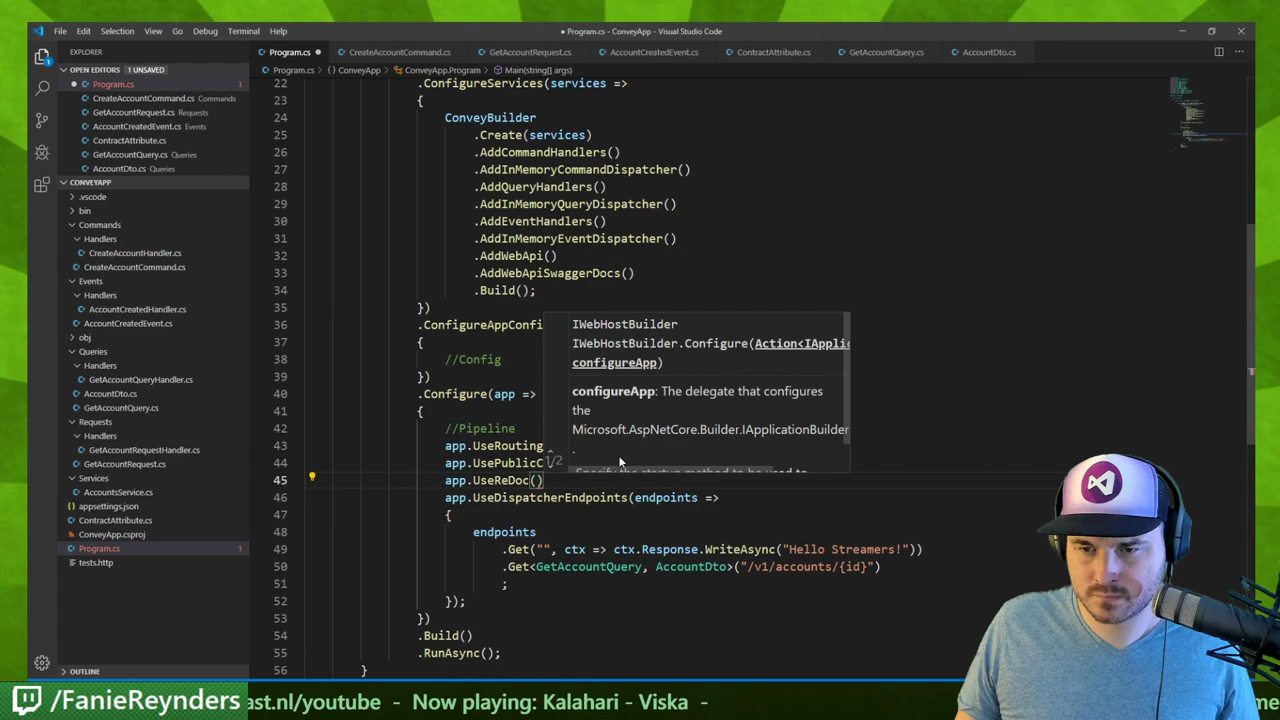 File Edit Selection View Go Debug Terminal Help
● Program.cs - ConveyApp - Visual Studio Code
EXPLORER
Program.cs ● CreateAccountCommand.cs GetAccountRequest.cs AccountCreatedEvent.cs ContractAttribute.cs GetAccountQuery.cs AccountDto.cs
OPEN EDITORS 1 UNSAVED
Program.cs 1
CreateAccountCommand.cs Commands
GetAccountRequest.cs Requests
AccountCreatedEvent.cs Events
ContractAttribute.cs
GetAccountQuery.cs Queries
AccountDto.cs Queries
CONVEYAPP
.vscode
bin
Commands
Handlers
CreateAccountHandler.cs
CreateAccountCommand.cs
Events
Handlers
AccountCreatedHandler.cs
AccountCreatedEvent.cs
obj
Queries
Handlers
GetAccountQueryHandler.cs
AccountDto.cs
GetAccountQuery.cs
Requests
Handlers
GetAccountRequestHandler.cs
GetAccountRequest.cs
Services
AccountsService.cs
appsettings.json
ContractAttribute.cs
ConveyApp.csproj
Program.cs 1
tests.http
OUTLINE
Program.cs > {} ConveyApp > ConveyApp.Program > Main(string[] args)
22 .ConfigureServices(services =>
23 {
24 ConveyBuilder
25 .Create(services)
26 .AddCommandHandlers()
27 .AddInMemoryCommandDispatcher()
28 .AddQueryHandlers()
29 .AddInMemoryQueryDispatcher()
30 .AddEventHandlers()
31 .AddInMemoryEventDispatcher()
32 .AddWebApi()
33 .AddWebApiSwaggerDocs()
34 .Build();
35 })
36 .ConfigureAppConfi
37 {
38 //Config
39 })
40 .Configure(app =>
41 {
42 //Pipeline
43 app.UseRouting
44 app.UsePublicC
45 app.UseReDoc()
46 app.UseDispatcherEndpoints(endpoints =>
47 {
48 endpoints
49 .Get("", ctx => ctx.Response.WriteAsync("Hello Streamers!"))
50 .Get<GetAccountQuery, AccountDto>("/v1/accounts/{id}")
51 ;
52 });
53 })
54 .Build()
55 .RunAsync();
56 }
IWebHostBuilder
IWebHostBuilder.Configure(Action<IApplic
configureApp)
configureApp: The delegate that configures
the
Microsoft.AspNetCore.Builder.IApplicationBuilder
.
1/2
Specify the startup method to be used to
/FanieReynders
ast.nl/youtube - Now playing: Kalahari - Viska -